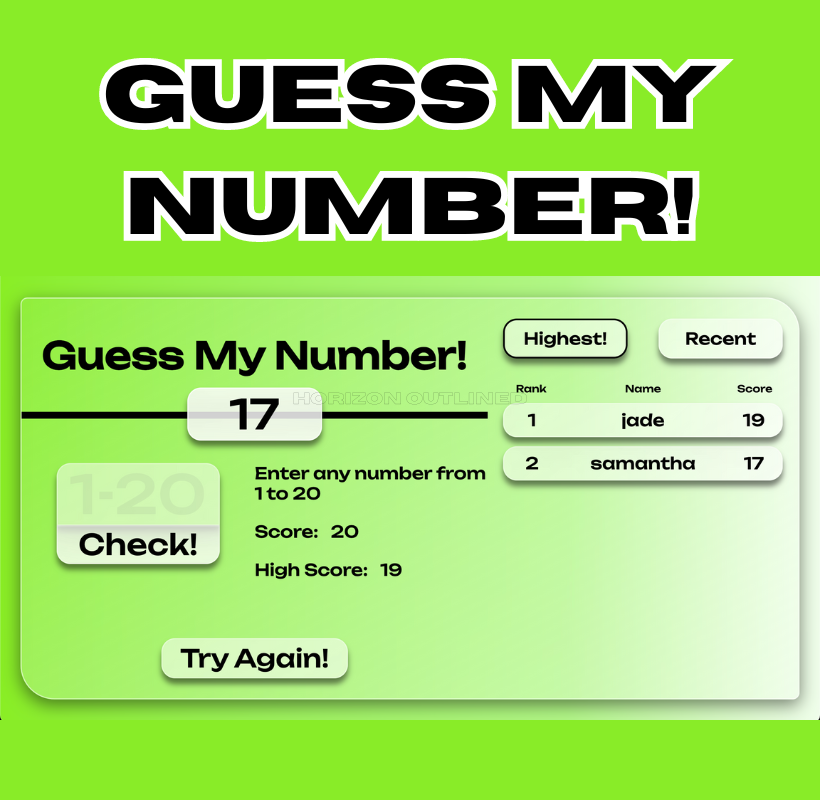 GUESS MY
NUMBER!
Guess My Number!
17
HORIZON OUTLINED
1-20
Check!
Enter any number from
1 to 20
Score: 20
High Score: 19
Try Again!
Highest!
Recent
Rank Name Score
1 jade 19
2 samantha 17